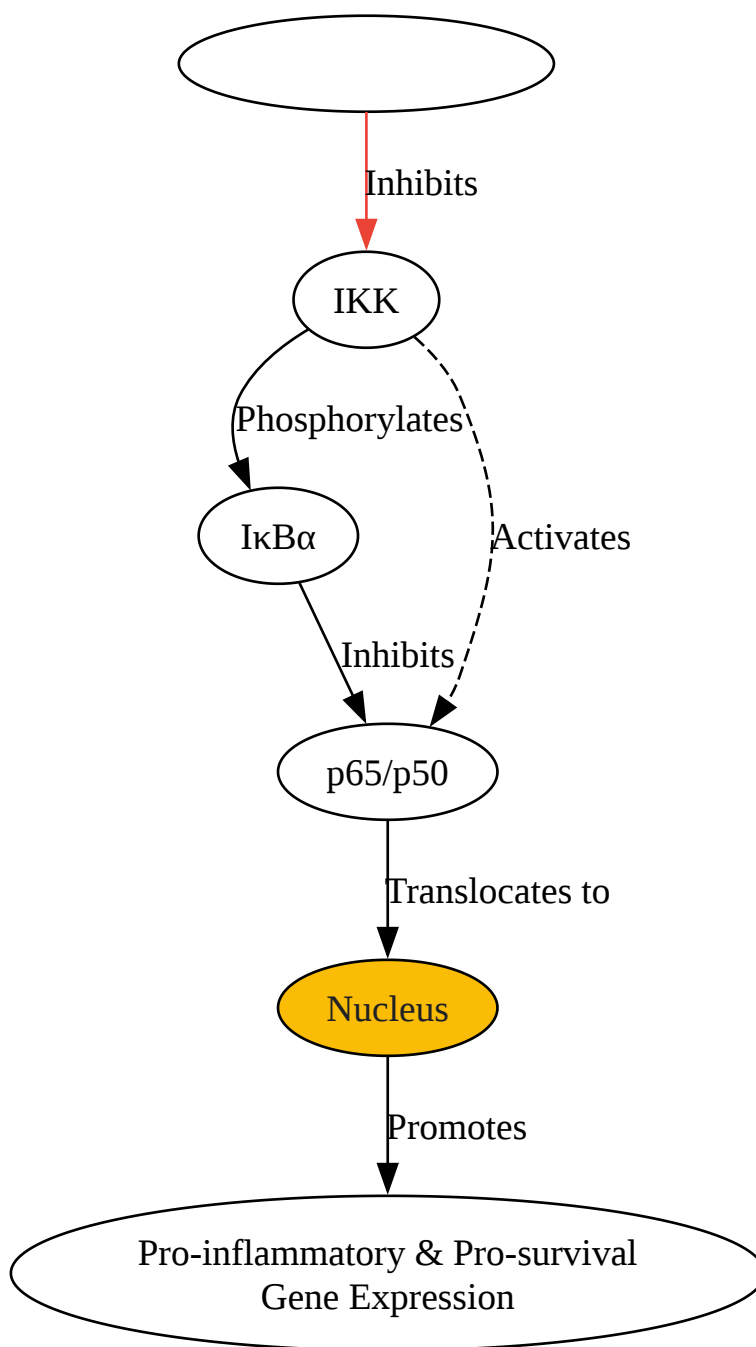 Inhibits
IKK
Phosphorylates
IκBα
Activates
Inhibits
p65/p50
Translocates to
Nucleus
Promotes
Pro-inflammatory & Pro-survival
Gene Expression